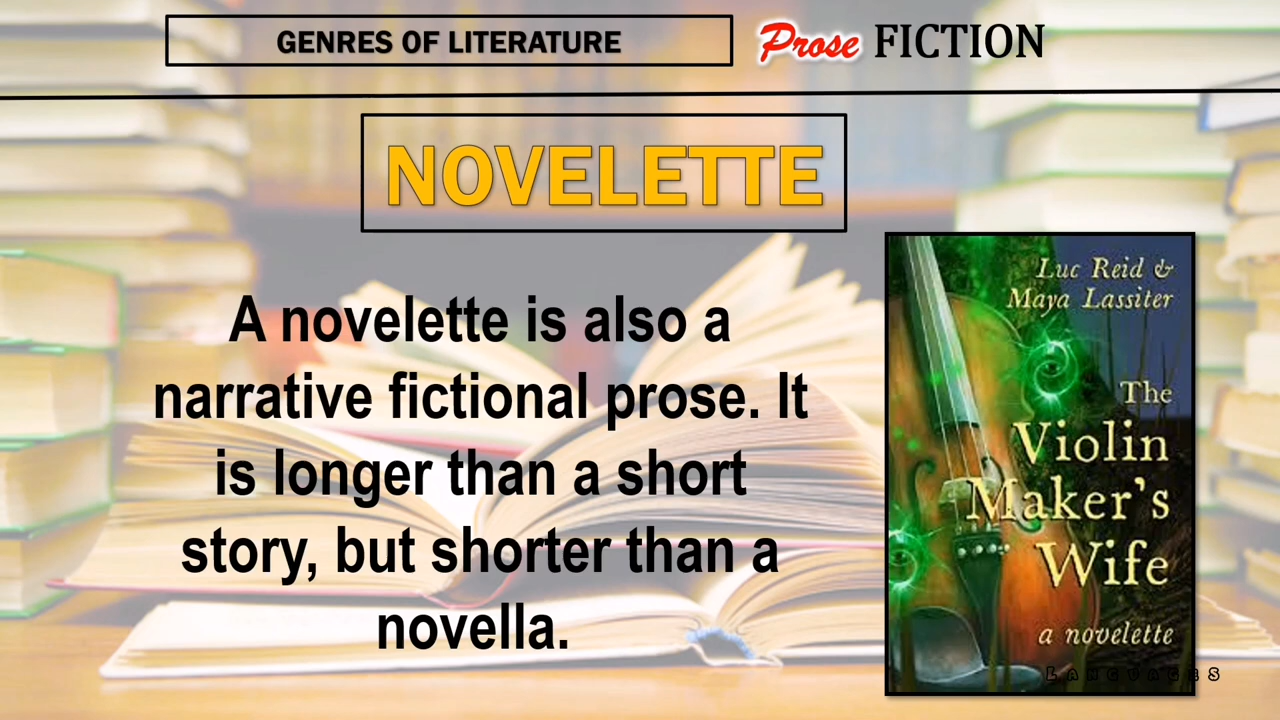 GENRES OF LITERATURE
Prose FICTION
NOVELETTE
A novelette is also a
narrative fictional prose. It
is longer than a short
story, but shorter than a
novella.
Luc Reid &
Maya Lassiter
The
Violin
Maker's
Wife
a novelette
LANGUAGES